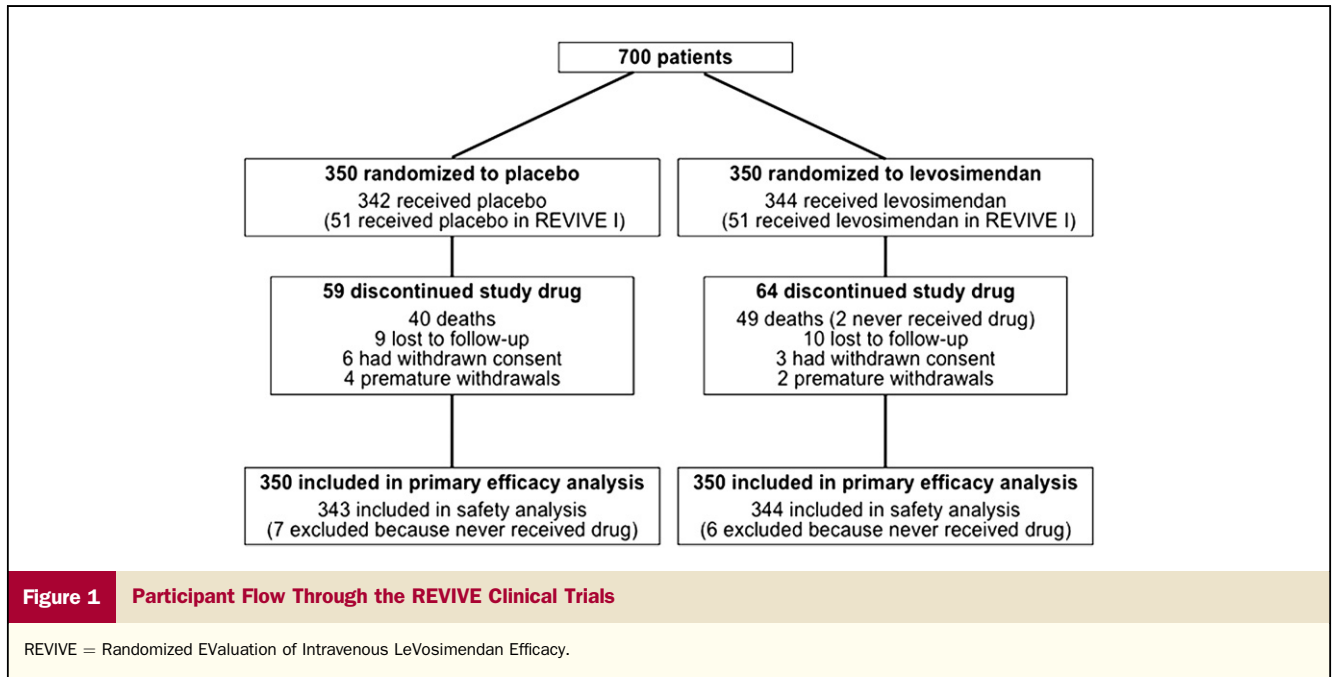 700 patients
350 randomized to placebo
342 received placebo
(51 received placebo in REVIVE I)
350 randomized to levosimendan
344 received levosimendan
(51 received levosimendan in REVIVE I)
59 discontinued study drug
40 deaths
9 lost to follow-up
6 had withdrawn consent
4 premature withdrawals
64 discontinued study drug
49 deaths (2 never received drug)
10 lost to follow-up
3 had withdrawn consent
2 premature withdrawals
350 included in primary efficacy analysis
343 included in safety analysis
(7 excluded because never received drug)
350 included in primary efficacy analysis
344 included in safety analysis
(6 excluded because never received drug)
Figure 1 Participant Flow Through the REVIVE Clinical Trials
REVIVE = Randomized EValuation of Intravenous LeVosimendan Efficacy.